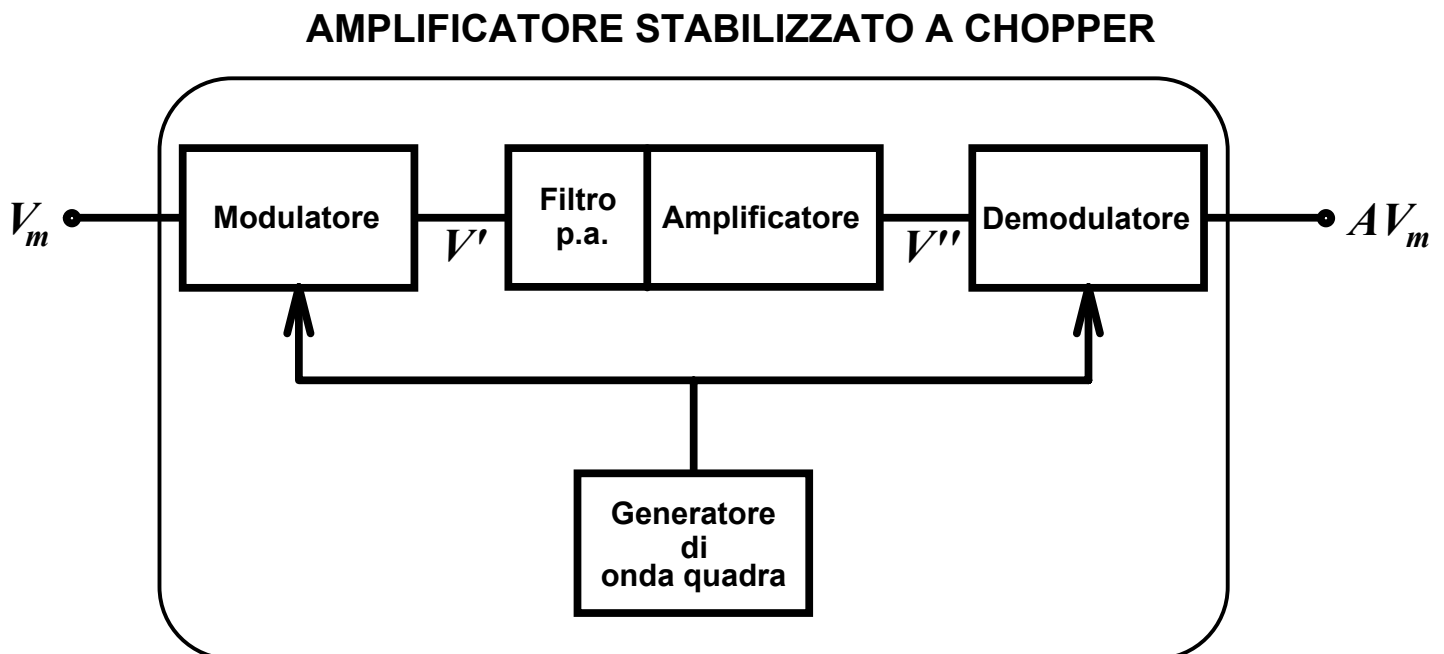 AMPLIFICATORE STABILIZZATO A CHOPPER
Modulatore
Filtro
p.a.
Amplificatore
Demodulatore
Vm
V'
V''
AVm
Generatore
di
onda quadra